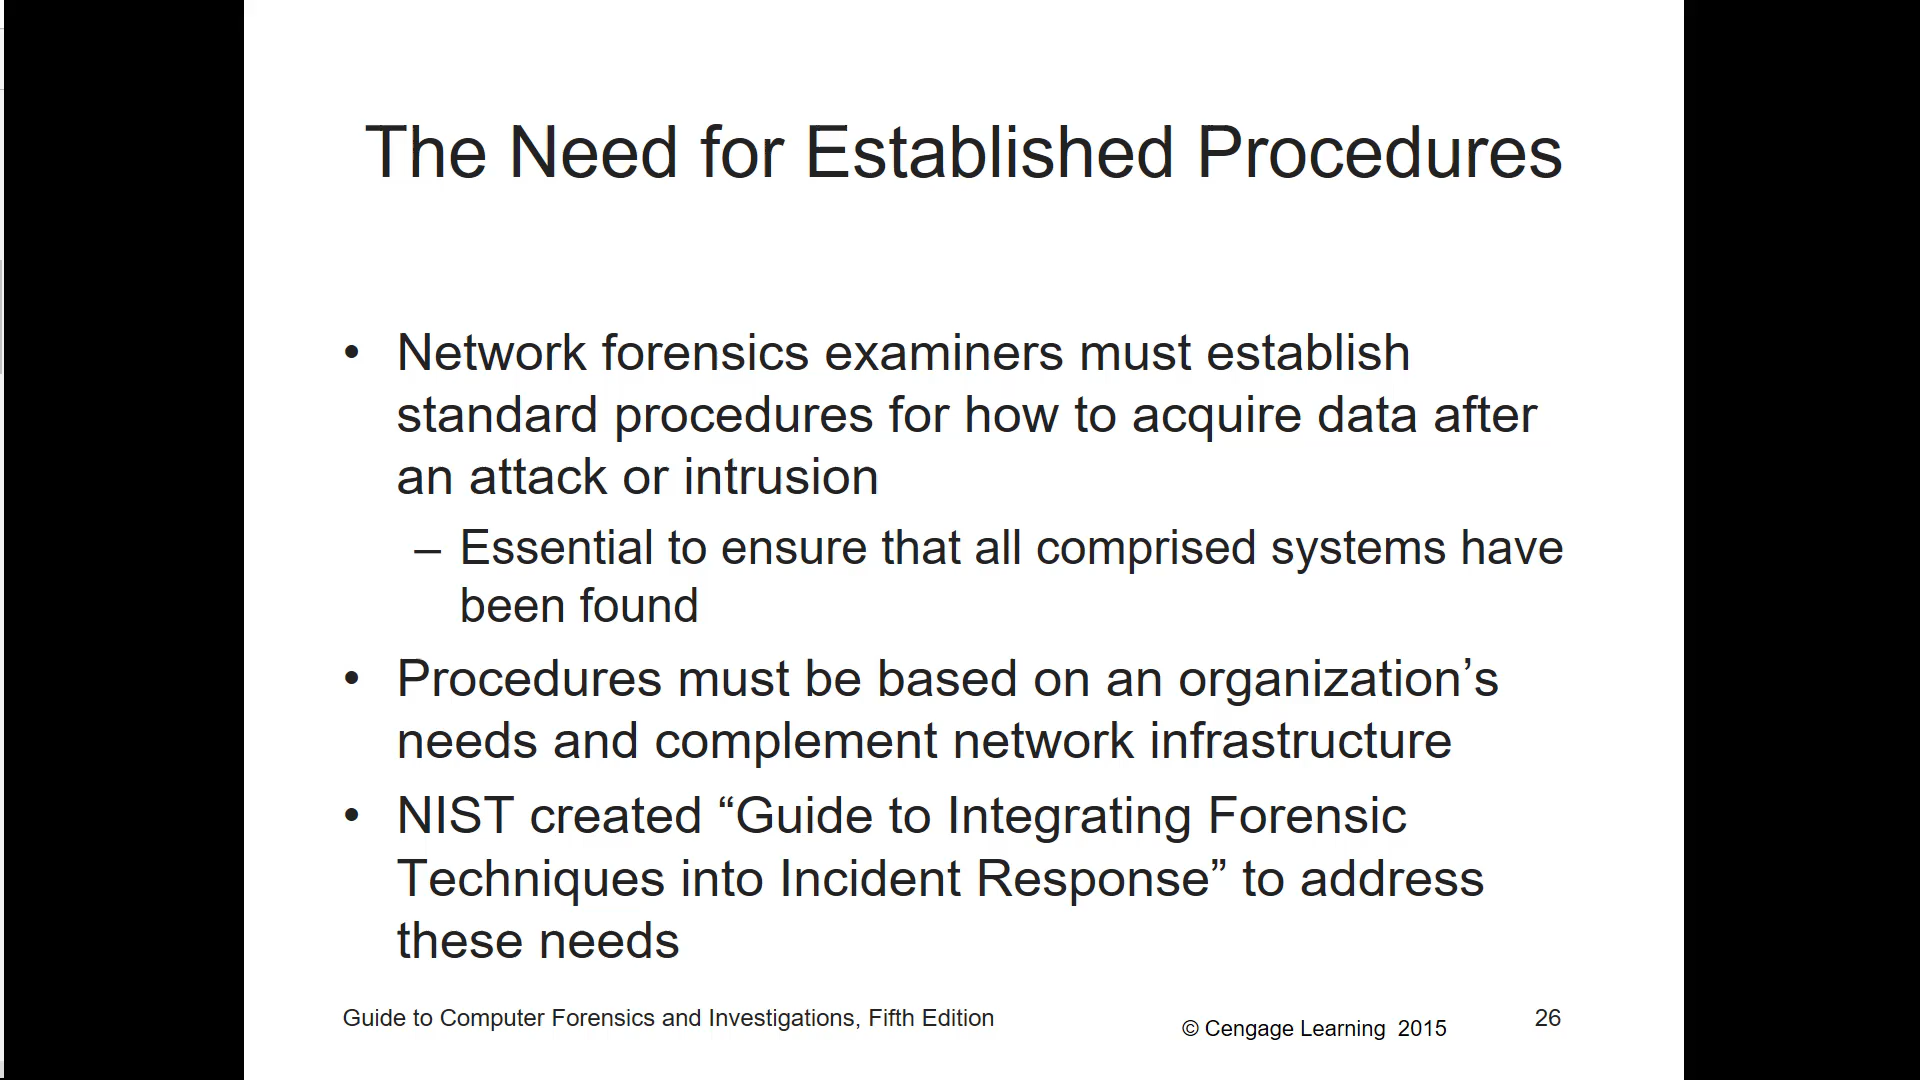 The Need for Established Procedures
• Network forensics examiners must establish
standard procedures for how to acquire data after
an attack or intrusion
– Essential to ensure that all comprised systems have
been found
• Procedures must be based on an organization’s
needs and complement network infrastructure
• NIST created “Guide to Integrating Forensic
Techniques into Incident Response” to address
these needs
Guide to Computer Forensics and Investigations, Fifth Edition
© Cengage Learning 2015
26